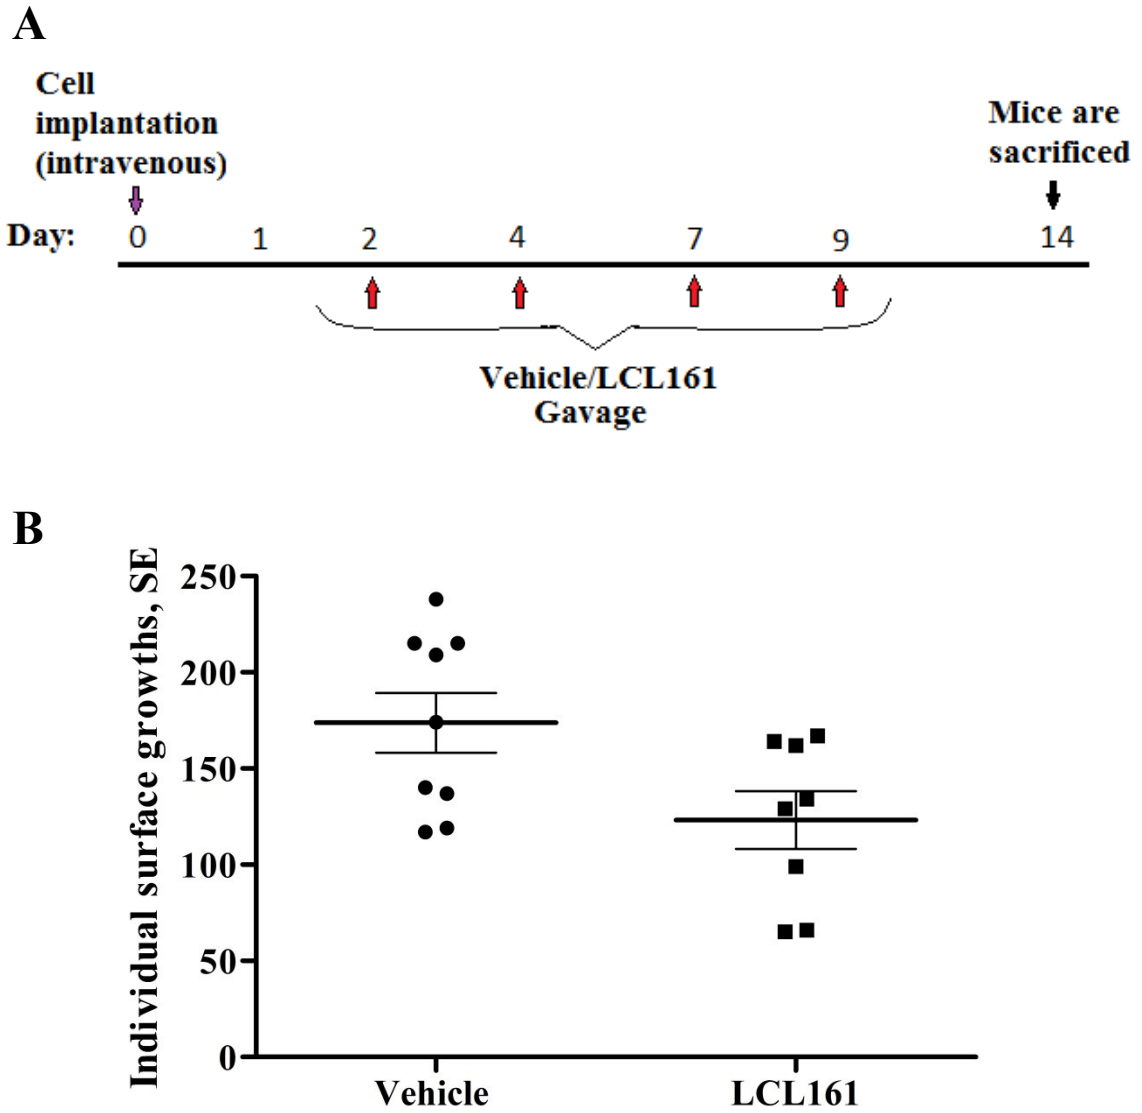 A
Cell
implantation
(intravenous)
Mice are
sacrificed
Day: 0 1 2 4 7 9 14
Vehicle/LCL161
Gavage
B
Individual surface growths, SE
250
200
150
100
50
0
Vehicle LCL161